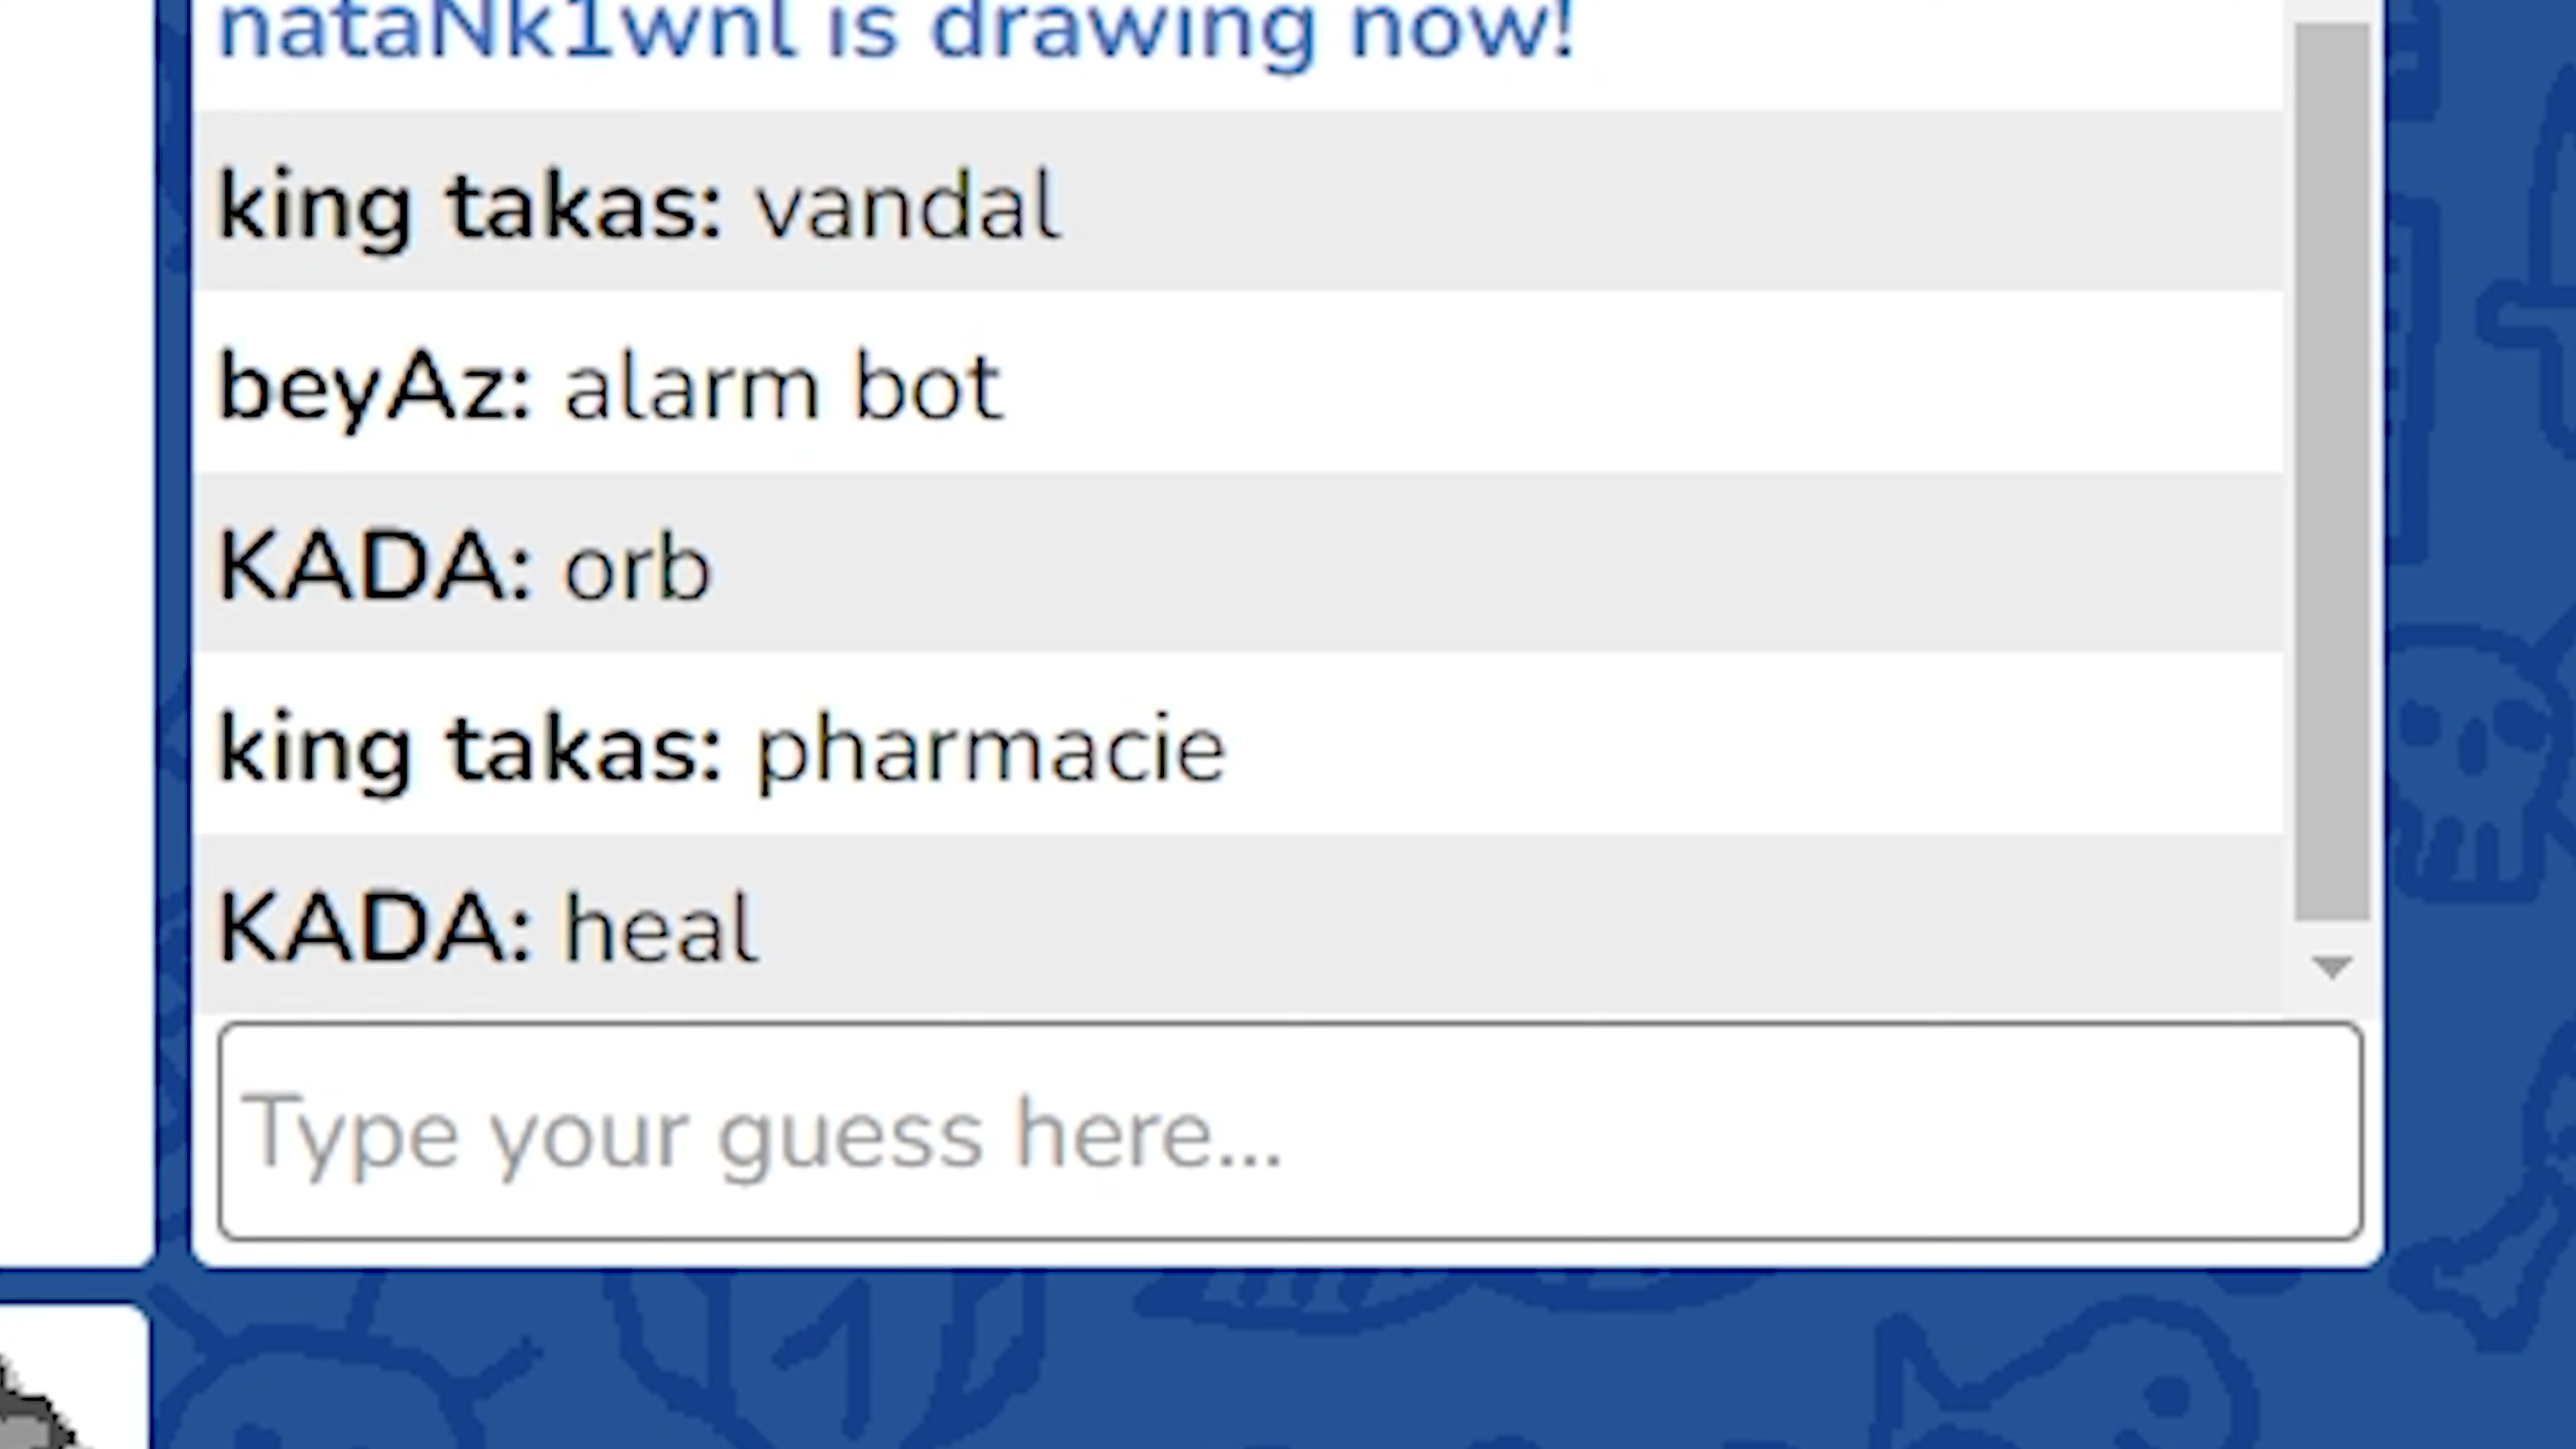 nataNk1wnl is drawing now!
king takas: vandal
beyAz: alarm bot
KADA: orb
king takas: pharmacie
KADA: heal
Type your guess here...